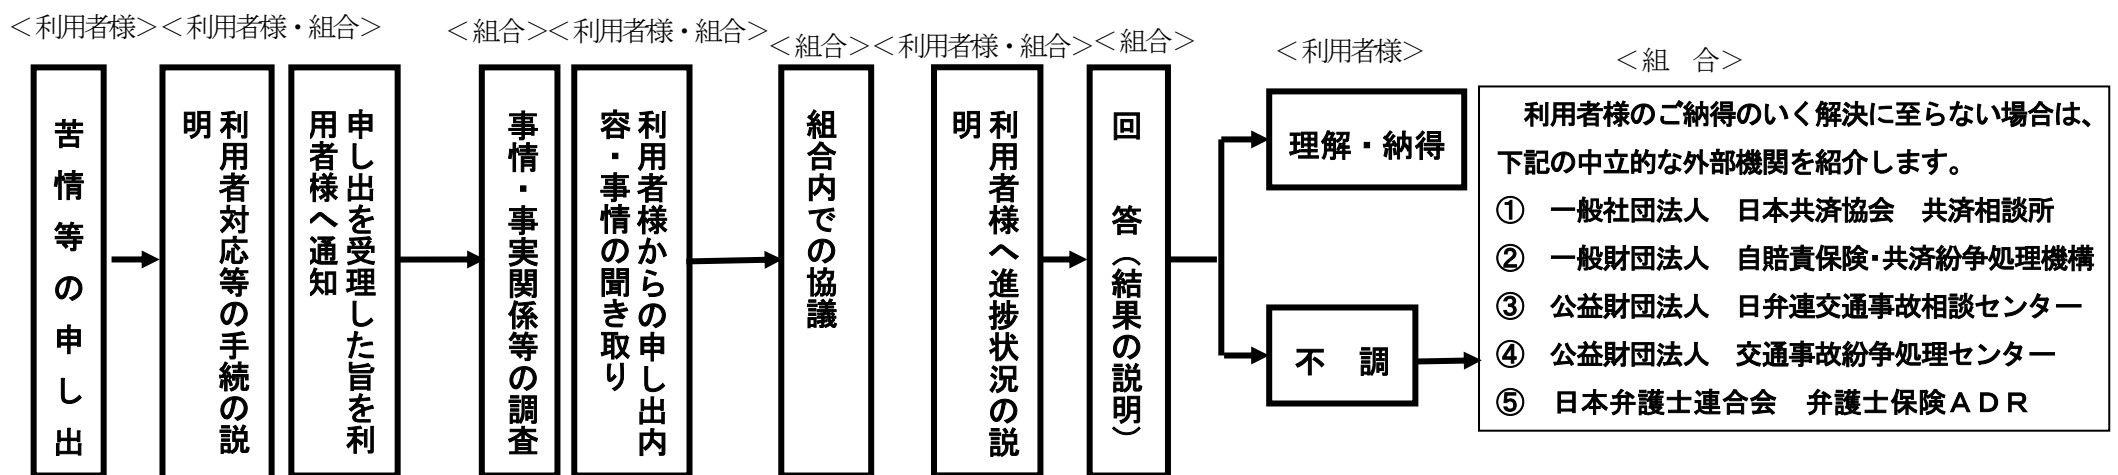 ＜利用者様＞
＜利用者様・組合＞
＜組合＞
＜利用者様・組合＞
＜組合＞
＜利用者様・組合＞
＜組合＞
＜利用者様＞
＜組　合＞
苦情等の申し出
利用者対応等の手続の説
明
申し出を受理した旨を利
用者様へ通知
事情・事実関係等の調査
利用者様からの申し出内
容・事情の聞き取り
組合内での協議
利用者様へ進捗状況の説
明
回　答（結果の説明）
理解・納得
不　調
利用者様のご納得のいく解決に至らない場合は、
下記の中立的な外部機関を紹介します。
①　一般社団法人　日本共済協会　共済相談所
②　一般財団法人　自賠責保険・共済紛争処理機構
③　公益財団法人　日弁連交通事故相談センター
④　公益財団法人　交通事故紛争処理センター
⑤　日本弁護士連合会　弁護士保険ＡＤＲ